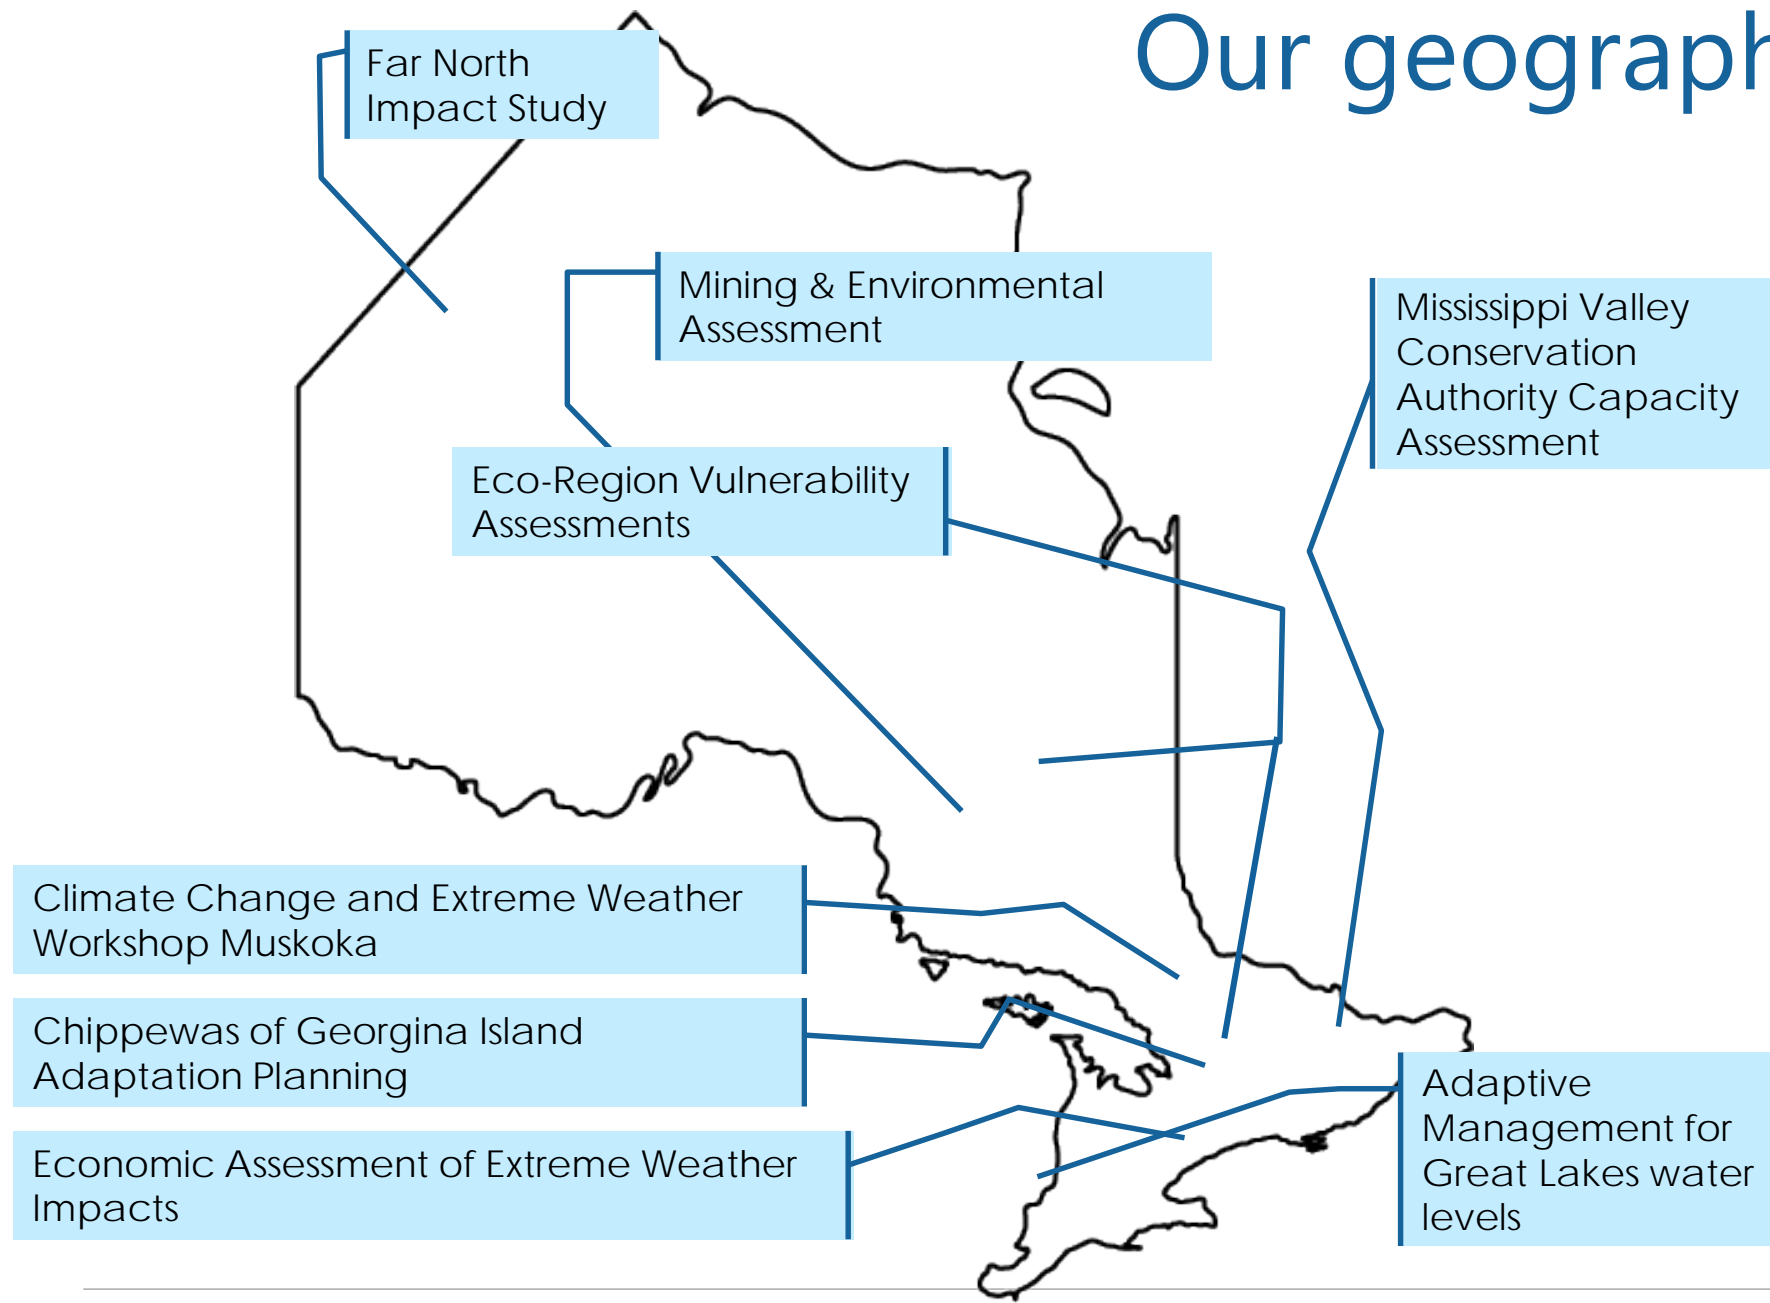 Our geograph
Far North
Impact Study
Mining & Environmental
Assessment
Mississippi Valley
Conservation
Authority Capacity
Assessment
Eco-Region Vulnerability
Assessments
Climate Change and Extreme Weather
Workshop Muskoka
Chippewas of Georgina Island
Adaptation Planning
Economic Assessment of Extreme Weather
Impacts
Adaptive
Management for
Great Lakes water
levels